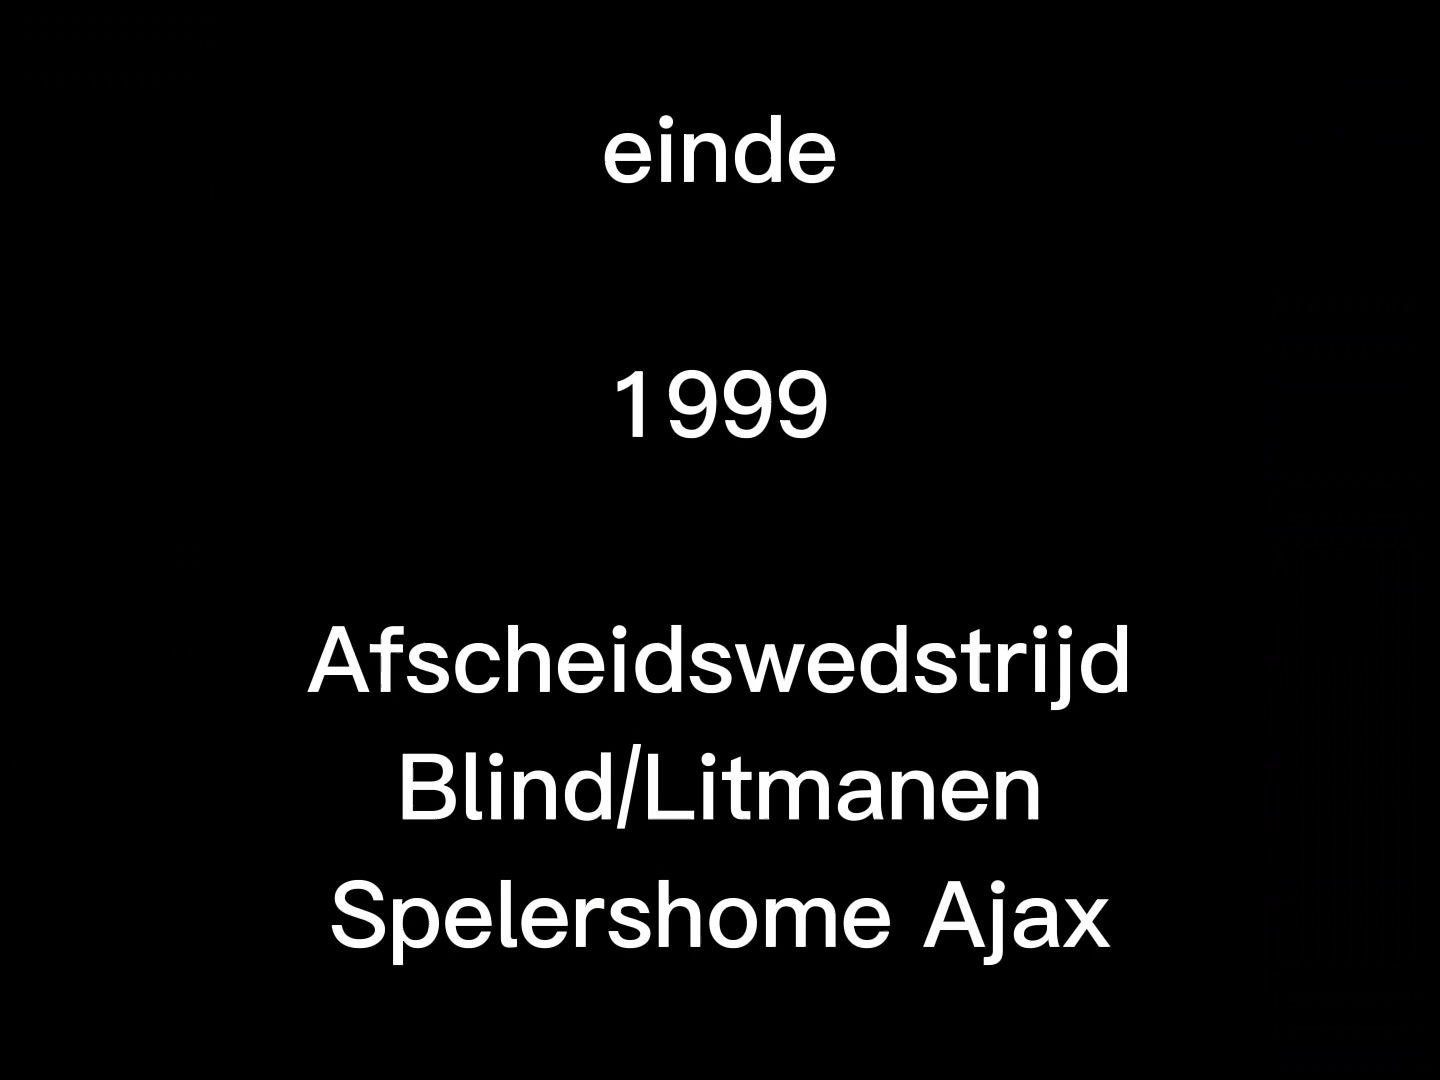 einde
1999
Afscheidswedstrijd
Blind/Litmanen
Spelershome Ajax